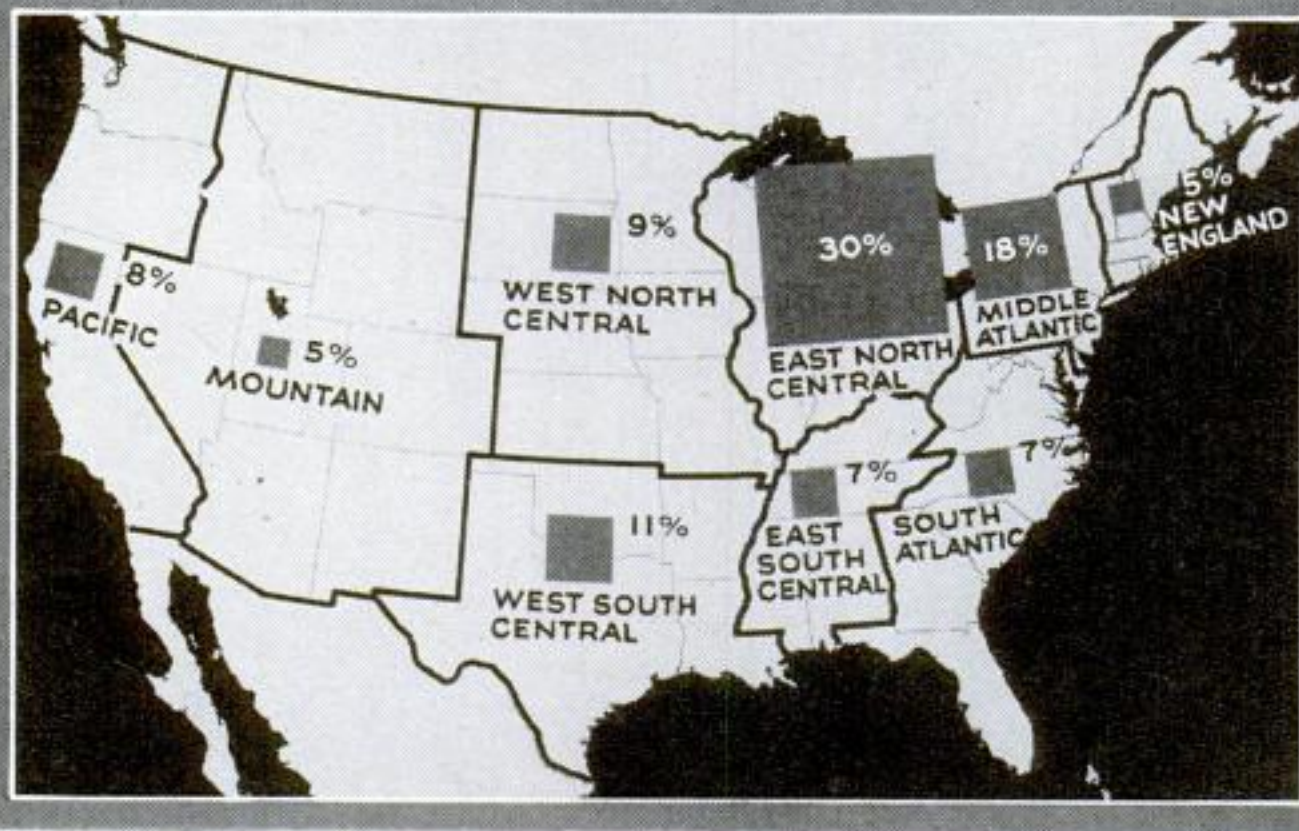 8%
PACIFIC
5%
MOUNTAIN
9%
WEST NORTH
CENTRAL
11%
WEST SOUTH
CENTRAL
30%
EAST NORTH
CENTRAL
7%
EAST
SOUTH
CENTRAL
18%
MIDDLE
ATLANTIC
5%
NEW
ENGLAND
7%
SOUTH
ATLANTIC